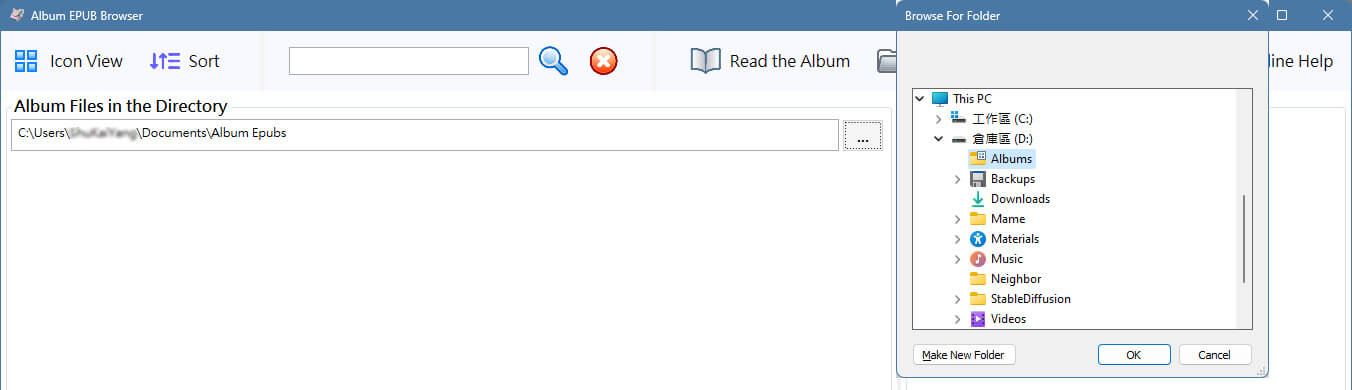 Album EPUB Browser
Icon View
Sort
Read the Album
line Help
Album Files in the Directory
C:\Users\ \Documents\Album Epubs
...
Browse For Folder
This PC
工作區 (C:)
倉庫區 (D:)
Albums
Backups
Downloads
Mame
Materials
Music
Neighbor
StableDiffusion
Videos
Make New Folder
OK
Cancel